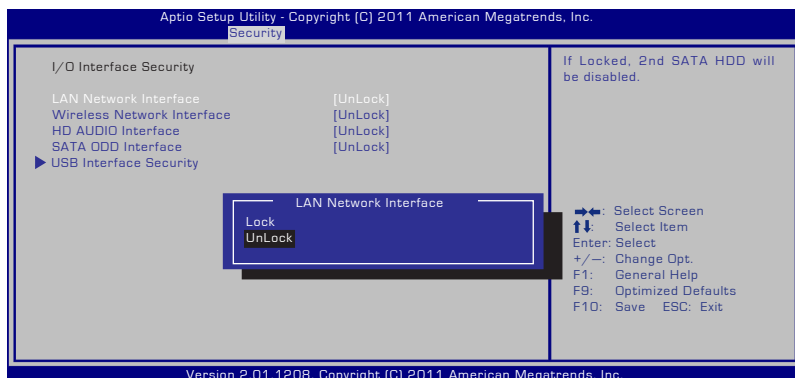 Aptio Setup Utility - Copyright (C) 2011 American Megatrends, Inc.
Security
I/O Interface Security
LAN Network Interface [UnLock]
Wireless Network Interface [UnLock]
HD AUDIO Interface [UnLock]
SATA ODD Interface [UnLock]
USB Interface Security
If Locked, 2nd SATA HDD will
be disabled.
LAN Network Interface
Lock
UnLock
→←: Select Screen
↑↓: Select Item
Enter: Select
+/—: Change Opt.
F1: General Help
F9: Optimized Defaults
F10: Save ESC: Exit
Version 2.01.1208. Copyright (C) 2011 American Megatrends, Inc.